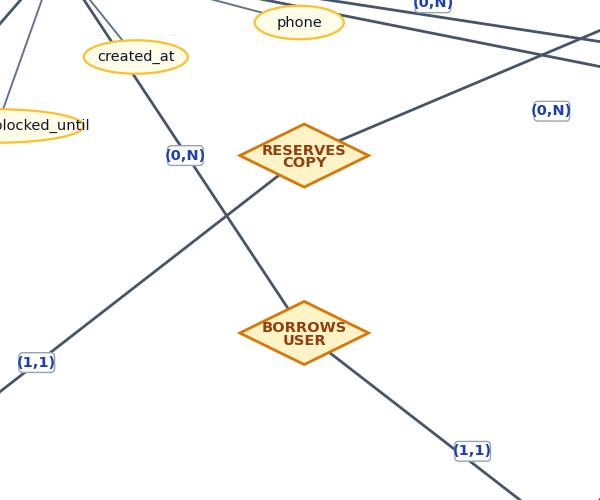 (0,N)
phone
created_at
(0,N)
blocked_until
RESERVES
COPY
(0,N)
BORROWS
USER
(1,1)
(1,1)